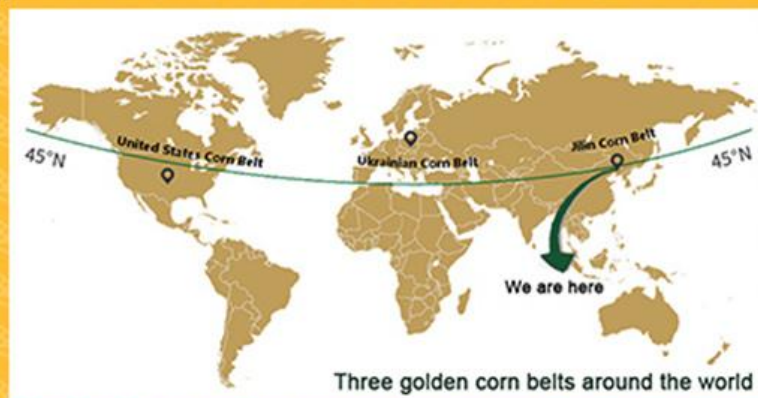 45°N
United States Corn Belt
Ukrainian Corn Belt
Jilin Corn Belt
45°N
We are here
Three golden corn belts around the world